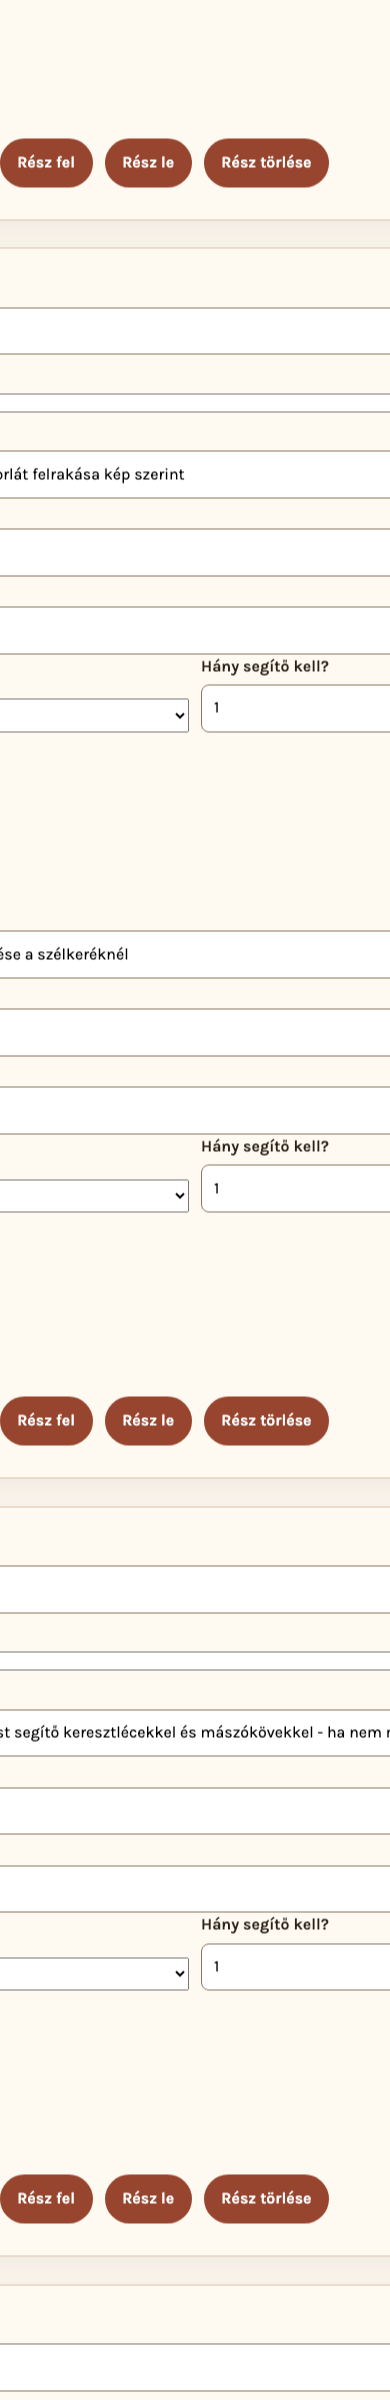 Rész fel Rész le Rész törlése
orlát felrakása kép szerint
Hány segítő kell?
1
ése a szélkeréknél
Hány segítő kell?
1
Rész fel Rész le Rész törlése
st segítő keresztlécekkel és mászókövekkel - ha nem
Hány segítő kell?
1
Rész fel Rész le Rész törlése